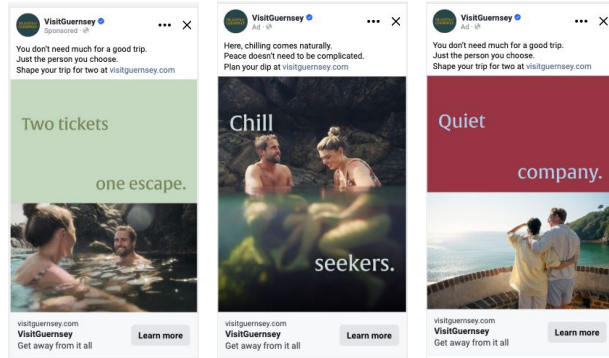 VisitGuernsey
Sponsored ·
You don't need much for a good trip.
Just the person you choose.
Shape your trip for two at visitguernsey.com
Two tickets
one escape.
visitguernsey.com
VisitGuernsey
Get away from it all
Learn more
VisitGuernsey
Ad ·
Here, chilling comes naturally.
Peace doesn't need to be complicated.
Plan your dip at visitguernsey.com
Chill
seekers.
visitguernsey.com
VisitGuernsey
Get away from it all
Learn more
VisitGuernsey
Ad ·
You don't need much for a good trip.
Just the person you choose.
Shape your trip for two at visitguernsey.com
Quiet
company.
visitguernsey.com
VisitGuernsey
Get away from it all
Learn more